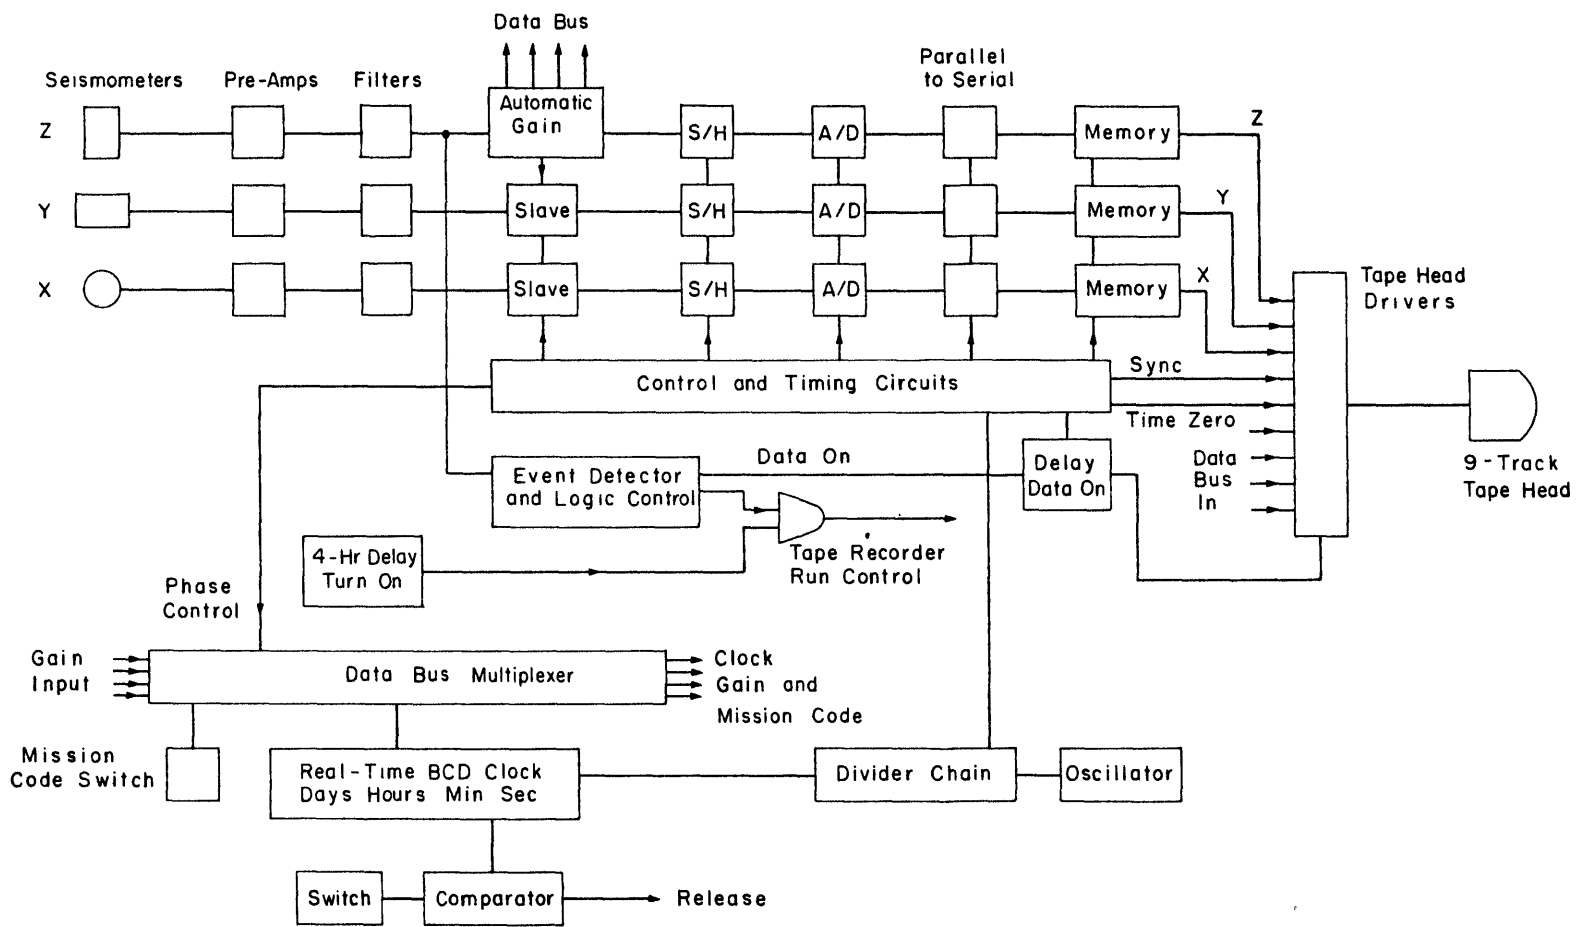 Data Bus
Parallel
to Serial
Seismometers
Pre-Amps
Filters
Automatic
Gain
Z
S/H
A/D
Memory
Z
Y
Slave
S/H
A/D
Memory
Y
X
Slave
S/H
A/D
Memory
X
Tape Head
Drivers
Control and Timing Circuits
Sync
Time Zero
Data
Bus
In
9-Track
Tape Head
Event Detector
and Logic Control
Data On
Delay
Data On
4-Hr Delay
Turn On
Tape Recorder
Run Control
Phase
Control
Gain
Input
Data Bus Multiplexer
Clock
Gain and
Mission Code
Mission
Code Switch
Real-Time BCD Clock
Days Hours Min Sec
Divider Chain
Oscillator
Switch
Comparator
Release